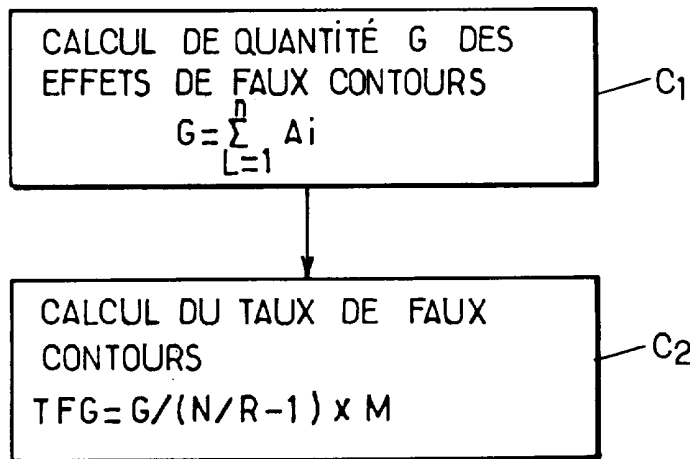 CALCUL DE QUANTITÉ G DES
EFFETS DE FAUX CONTOURS
n
G=Σ Ai
L=1
C1
CALCUL DU TAUX DE FAUX
CONTOURS
TFG=G/(N/R-1) x M
C2